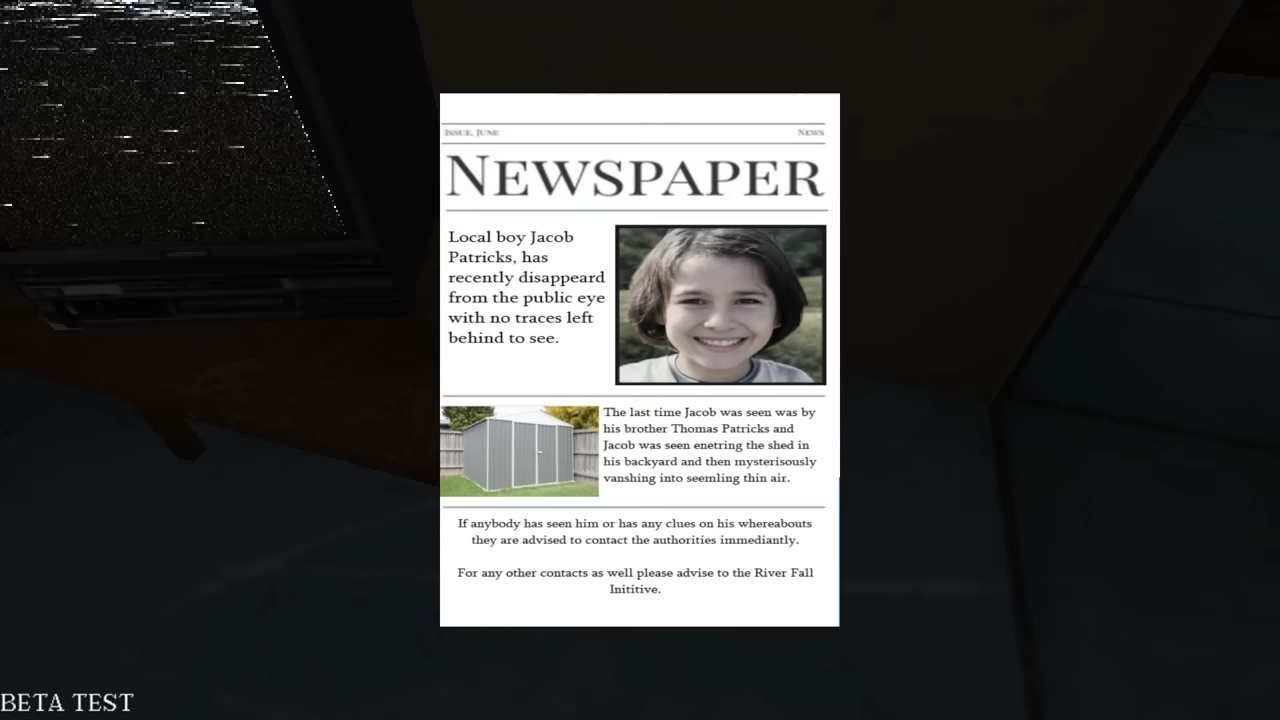 Issue, June
News
Newspaper
Local boy Jacob
Patricks, has
recently disappeard
from the public eye
with no traces left
behind to see.
The last time Jacob was seen was by
his brother Thomas Patricks and
Jacob was seen enetring the shed in
his backyard and then mysterisously
vanshing into seemling thin air.
If anybody has seen him or has any clues on his whereabouts
they are advised to contact the authorities immediantly.
For any other contacts as well please advise to the River Fall
Inititive.
BETA TEST